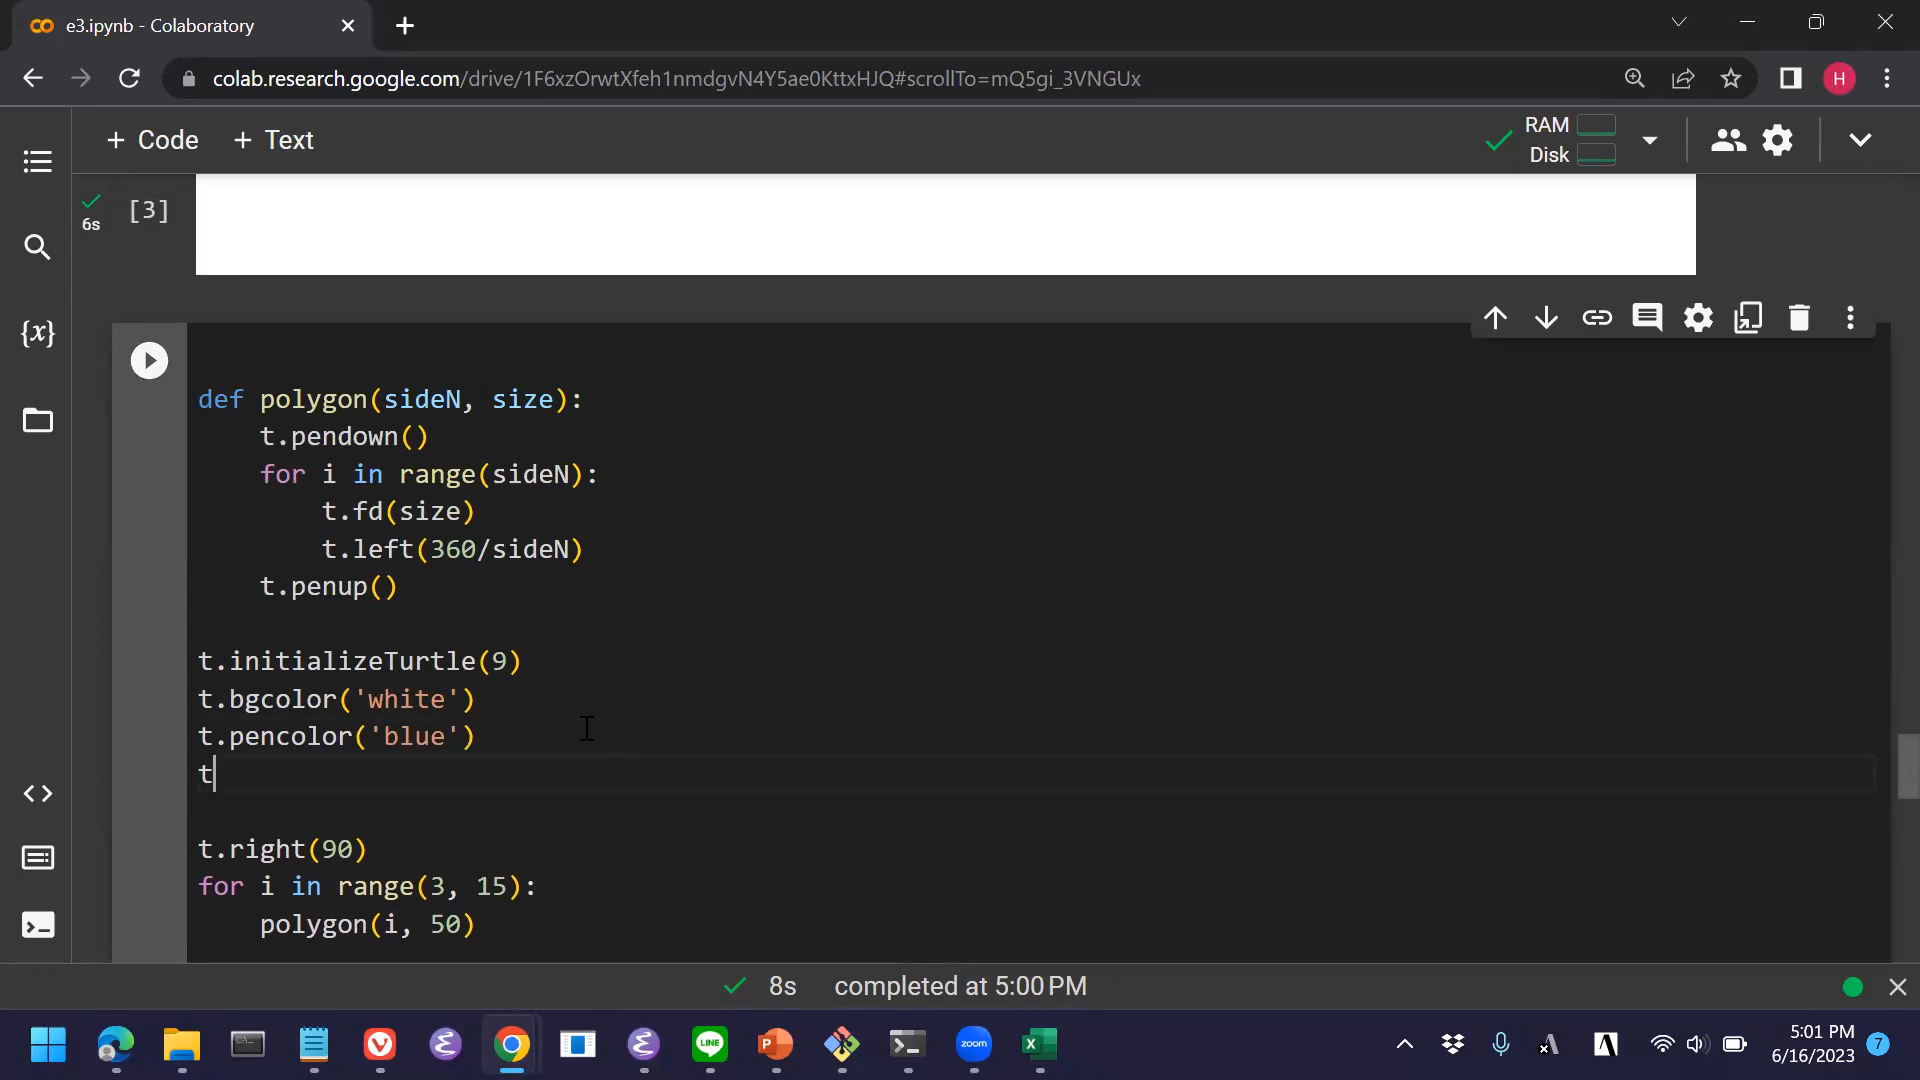 e3.ipynb - Colaboratory
colab.research.google.com/drive/1F6xzOrwtXfeh1nmdgvN4Y5ae0KttxHJQ#scrollTo=mQ5gi_3VNGUx
H
+ Code + Text
RAM
Disk
6s
[3]
{x}
def polygon(sideN, size):
    t.pendown()
    for i in range(sideN):
        t.fd(size)
        t.left(360/sideN)
    t.penup()
t.initializeTurtle(9)
t.bgcolor('white')
t.pencolor('blue')
t
t.right(90)
for i in range(3, 15):
    polygon(i, 50)
8s completed at 5:00 PM
LINE
zoom
5:01 PM
6/16/2023
7